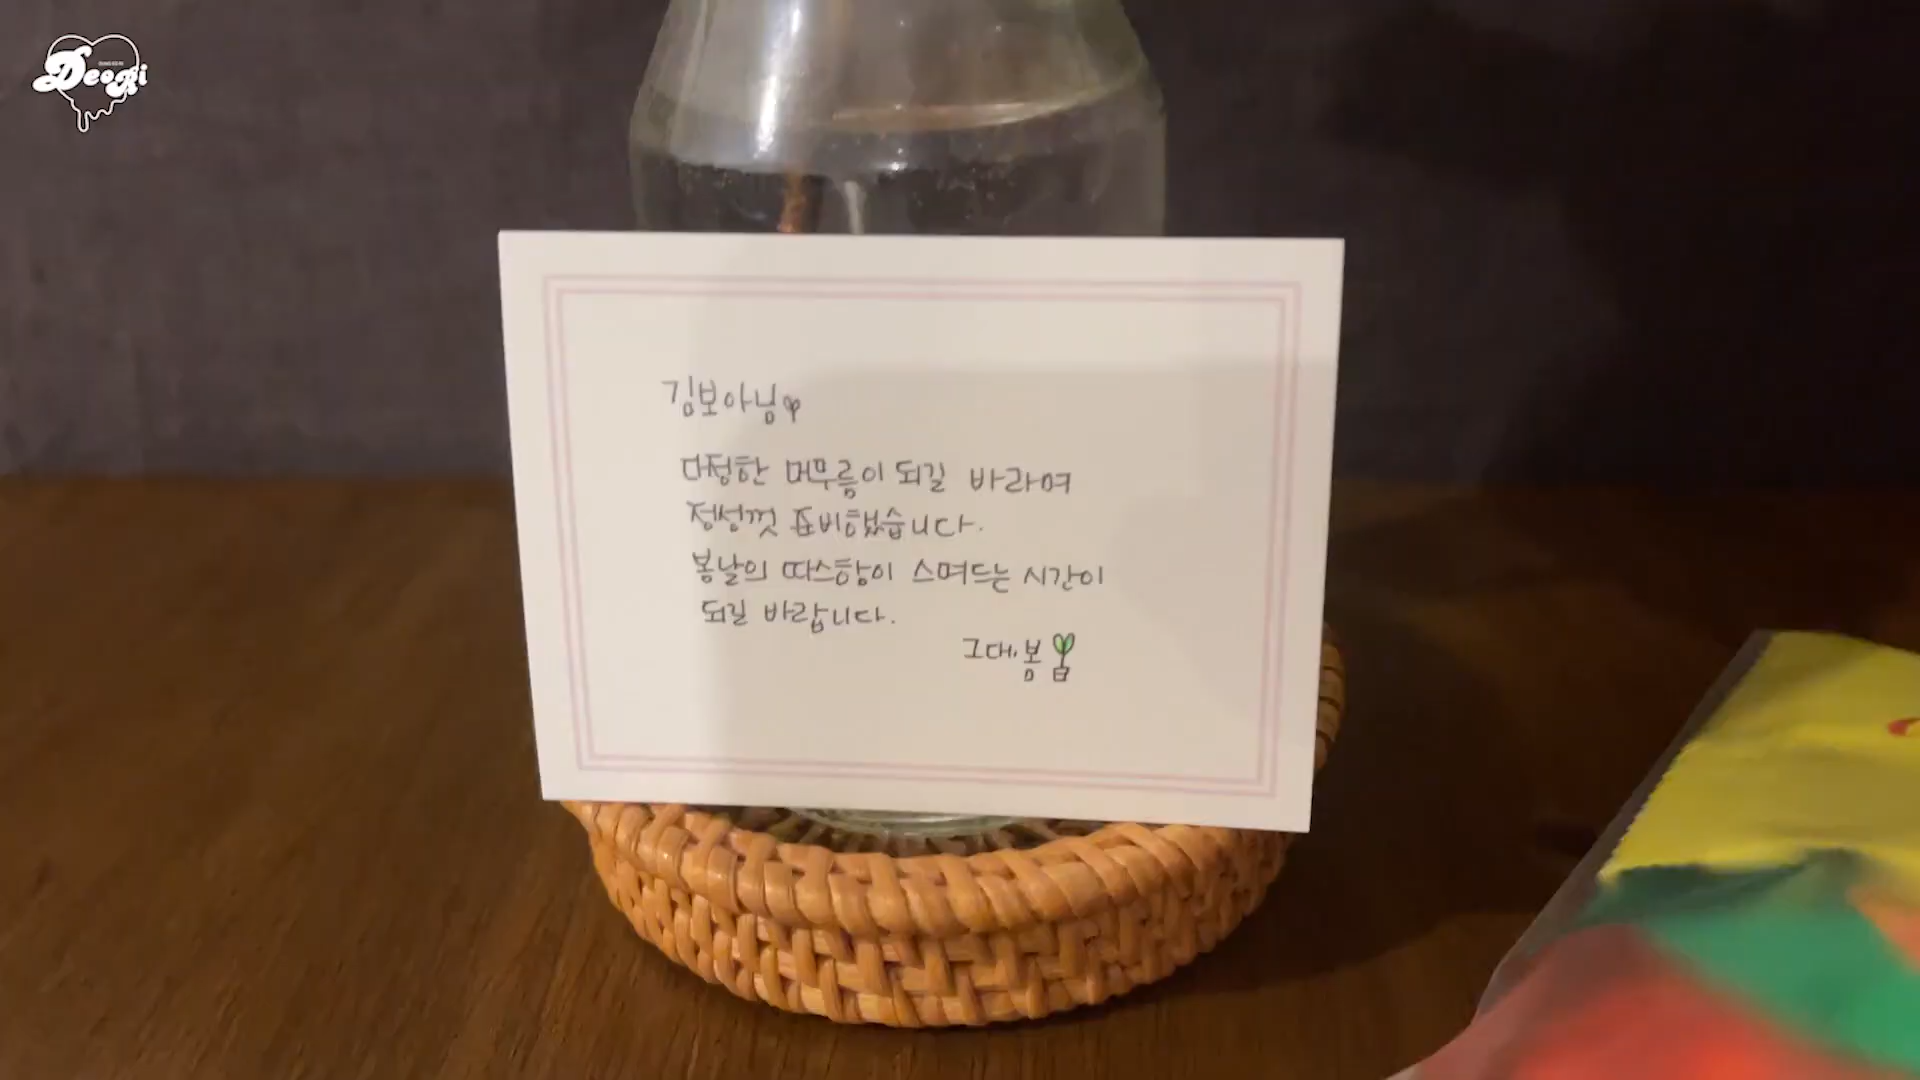 Deogi
김보아님
다정한 머무름이 되길 바라며
정성껏 준비했습니다.
봄날의 따스함이 스며드는 시간이
되길 바랍니다.
그대, 봄